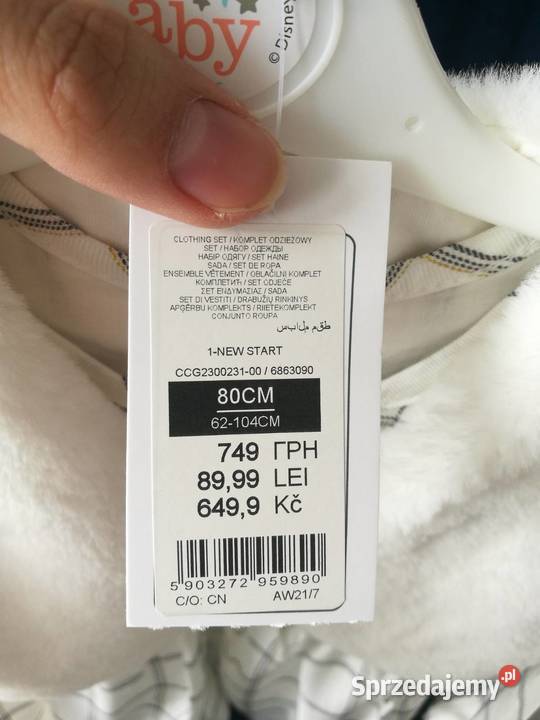 aby
© Disney
CLOTHING SET / KOMPLET ODZIEŻOWY
SET / НАБОР ОДЕЖДЫ
НАБІР ОДЯГУ / SET HAINE
SADA / SET DE ROPA
ENSEMBLE VÊTEMENT / OBLAČILNI KOMPLET
КОМПЛЕТИЋ / SET ODJEĆE
ΣΕΤ ΕΝΔΥΜΑΣΙΑΣ / SADA
SET DI VESTITI / DRABUŽIŲ RINKINYS
APĢĒRBU KOMPLEKTS / RIIETEKOMPLEKT
CONJUNTO ROUPA
1-NEW START
CCG2300231-00 / 6863090
80CM
62-104CM
749 ГРН
89,99 LEI
649,9 Kč
5 903272 959890
C/O: CN AW21/7
Sprzedajemy.pl